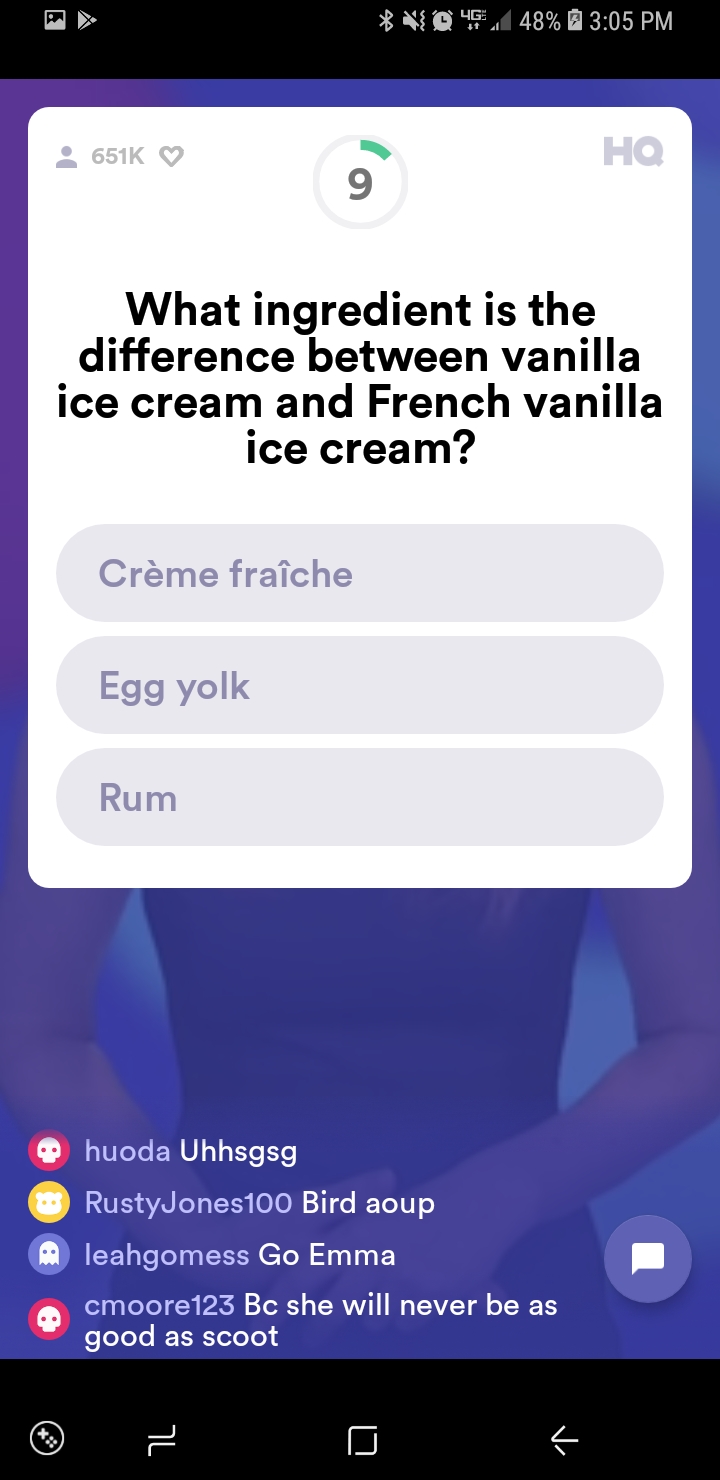 48% 3:05 PM
651K
9
HQ
What ingredient is the
difference between vanilla
ice cream and French vanilla
ice cream?
Crème fraîche
Egg yolk
Rum
huoda Uhhsgsg
RustyJones100 Bird aoup
leahgomess Go Emma
cmoore123 Bc she will never be as
good as scoot